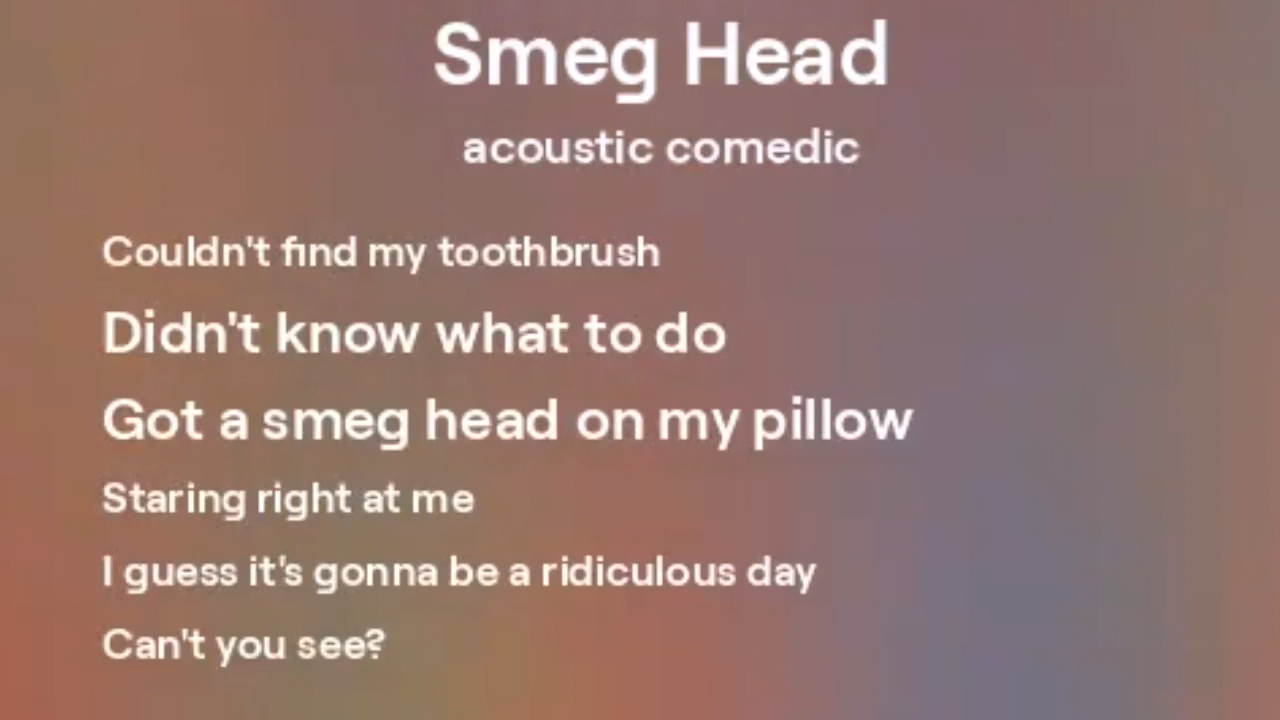 Smeg Head
acoustic comedic
Couldn't find my toothbrush
Didn't know what to do
Got a smeg head on my pillow
Staring right at me
I guess it's gonna be a ridiculous day
Can't you see?